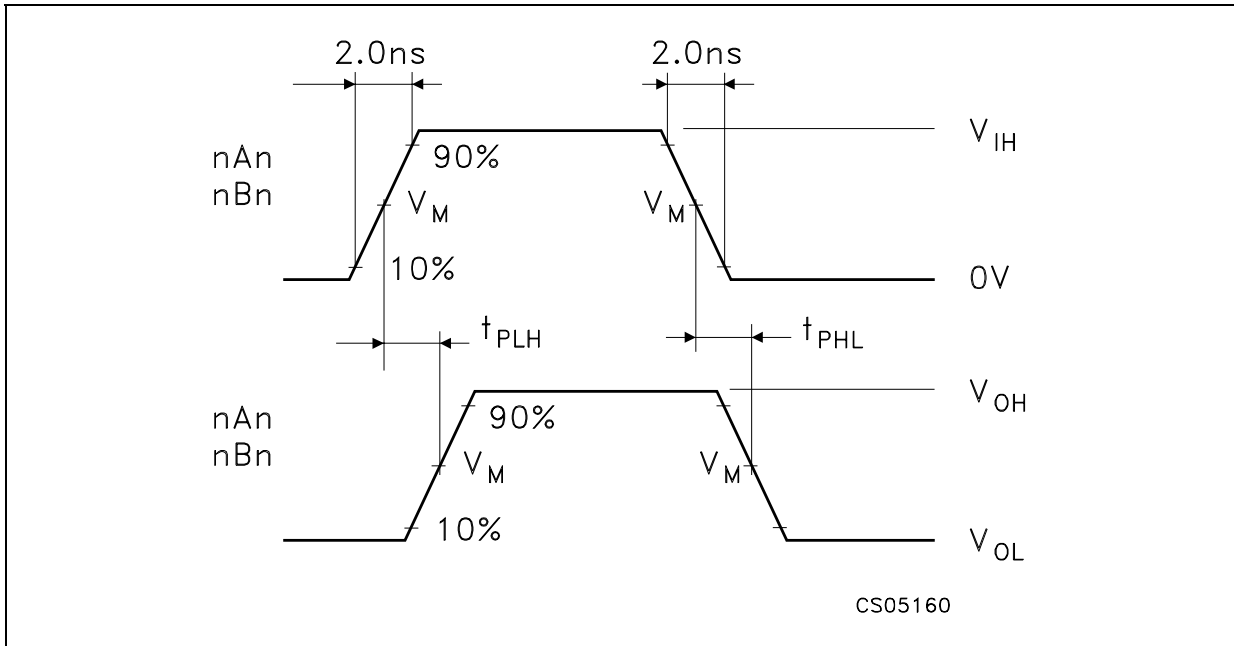 2.0ns 2.0ns
V_IH
nAn
nBn
90%
V_M V_M
10%
0V
t_PLH t_PHL
V_OH
nAn
nBn
90%
V_M V_M
10%
V_OL
CS05160